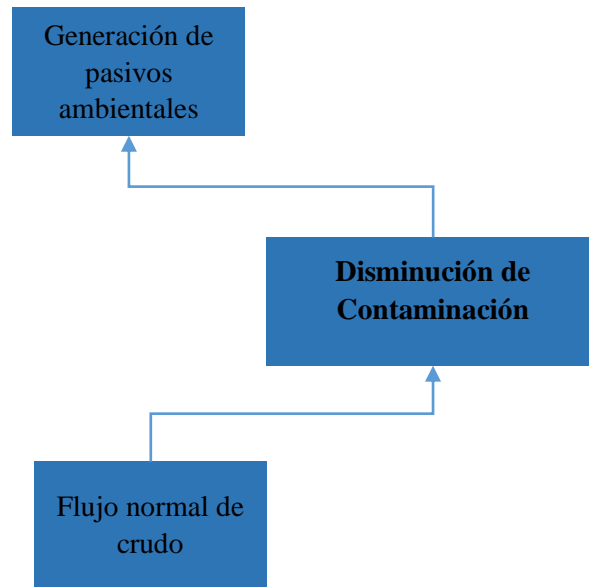 Generación de
pasivos
ambientales
Disminución de
Contaminación
Flujo normal de
crudo